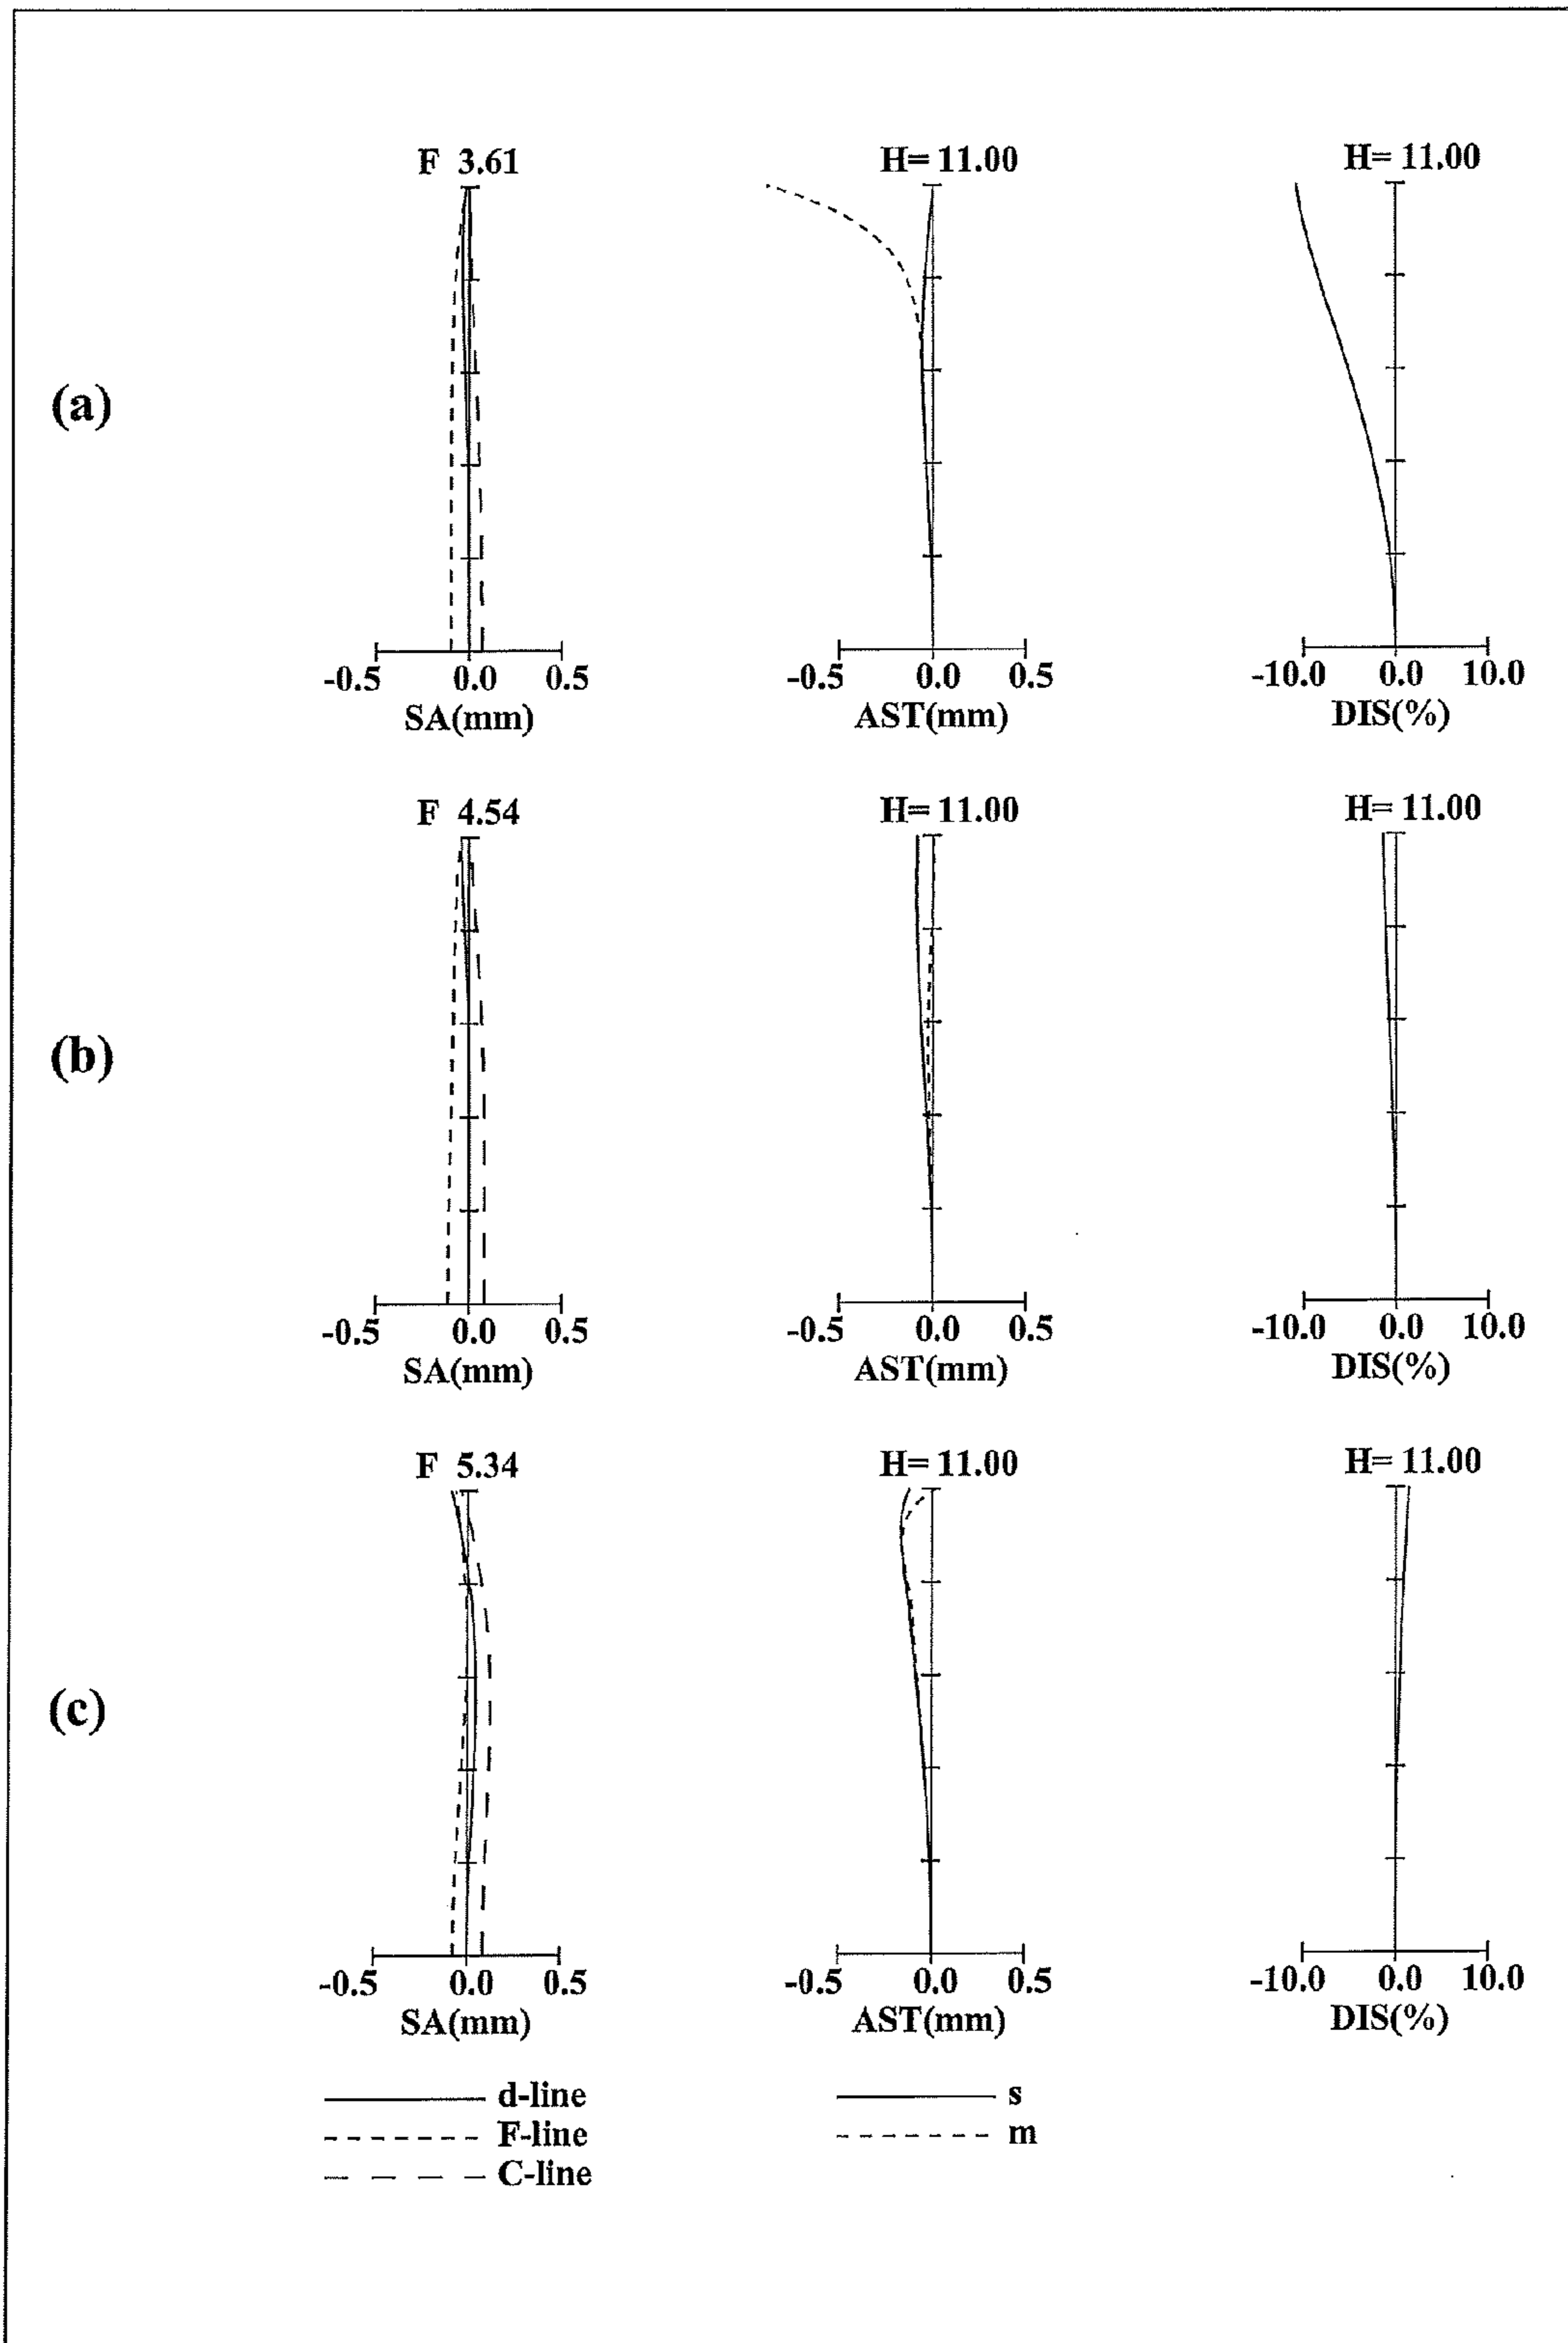 (a)
F 3.61
H= 11.00
H= 11.00
-0.5 0.0 0.5
SA(mm)
-0.5 0.0 0.5
AST(mm)
-10.0 0.0 10.0
DIS(%)
(b)
F 4.54
H= 11.00
H= 11.00
-0.5 0.0 0.5
SA(mm)
-0.5 0.0 0.5
AST(mm)
-10.0 0.0 10.0
DIS(%)
(c)
F 5.34
H= 11.00
H= 11.00
-0.5 0.0 0.5
SA(mm)
-0.5 0.0 0.5
AST(mm)
-10.0 0.0 10.0
DIS(%)
d-line
F-line
C-line
s
m